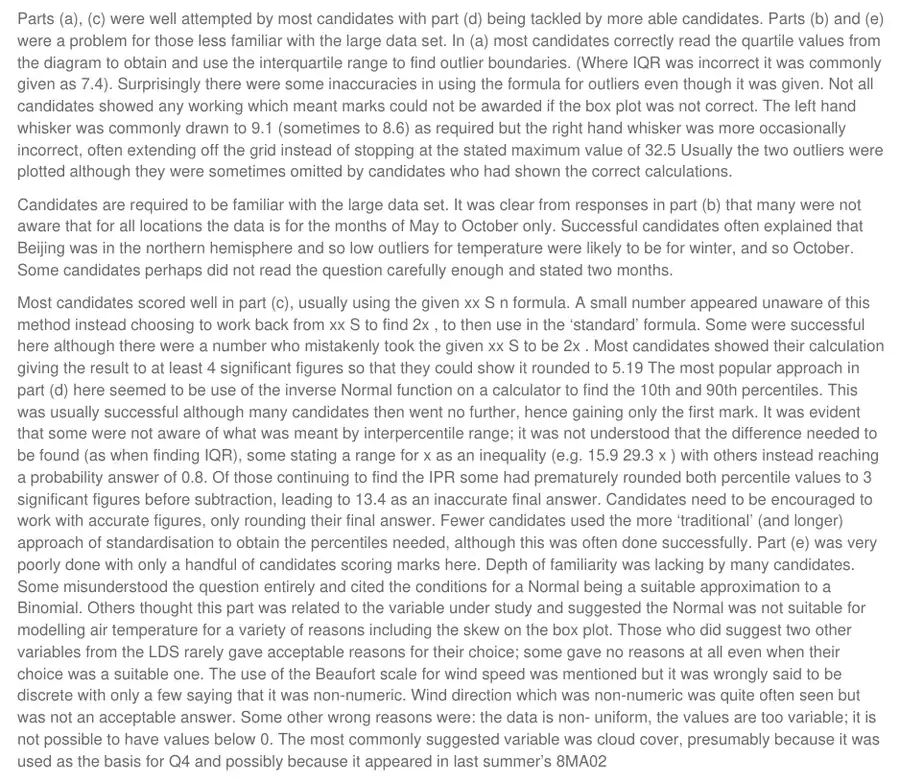 Parts (a), (c) were well attempted by most candidates with part (d) being tackled by more able candidates. Parts (b) and (e)
were a problem for those less familiar with the large data set. In (a) most candidates correctly read the quartile values from
the diagram to obtain and use the interquartile range to find outlier boundaries. (Where IQR was incorrect it was commonly
given as 7.4). Surprisingly there were some inaccuracies in using the formula for outliers even though it was given. Not all
candidates showed any working which meant marks could not be awarded if the box plot was not correct. The left hand
whisker was commonly drawn to 9.1 (sometimes to 8.6) as required but the right hand whisker was more occasionally
incorrect, often extending off the grid instead of stopping at the stated maximum value of 32.5 Usually the two outliers were
plotted although they were sometimes omitted by candidates who had shown the correct calculations.
Candidates are required to be familiar with the large data set. It was clear from responses in part (b) that many were not
aware that for all locations the data is for the months of May to October only. Successful candidates often explained that
Beijing was in the northern hemisphere and so low outliers for temperature were likely to be for winter, and so October.
Some candidates perhaps did not read the question carefully enough and stated two months.
Most candidates scored well in part (c), usually using the given xx S n formula. A small number appeared unaware of this
method instead choosing to work back from xx S to find 2x , to then use in the ‘standard’ formula. Some were successful
here although there were a number who mistakenly took the given xx S to be 2x . Most candidates showed their calculation
giving the result to at least 4 significant figures so that they could show it rounded to 5.19 The most popular approach in
part (d) here seemed to be use of the inverse Normal function on a calculator to find the 10th and 90th percentiles. This
was usually successful although many candidates then went no further, hence gaining only the first mark. It was evident
that some were not aware of what was meant by interpercentile range; it was not understood that the difference needed to
be found (as when finding IQR), some stating a range for x as an inequality (e.g. 15.9 29.3 x ) with others instead reaching
a probability answer of 0.8. Of those continuing to find the IPR some had prematurely rounded both percentile values to 3
significant figures before subtraction, leading to 13.4 as an inaccurate final answer. Candidates need to be encouraged to
work with accurate figures, only rounding their final answer. Fewer candidates used the more ‘traditional’ (and longer)
approach of standardisation to obtain the percentiles needed, although this was often done successfully. Part (e) was very
poorly done with only a handful of candidates scoring marks here. Depth of familiarity was lacking by many candidates.
Some misunderstood the question entirely and cited the conditions for a Normal being a suitable approximation to a
Binomial. Others thought this part was related to the variable under study and suggested the Normal was not suitable for
modelling air temperature for a variety of reasons including the skew on the box plot. Those who did suggest two other
variables from the LDS rarely gave acceptable reasons for their choice; some gave no reasons at all even when their
choice was a suitable one. The use of the Beaufort scale for wind speed was mentioned but it was wrongly said to be
discrete with only a few saying that it was non-numeric. Wind direction which was non-numeric was quite often seen but
was not an acceptable answer. Some other wrong reasons were: the data is non- uniform, the values are too variable; it is
not possible to have values below 0. The most commonly suggested variable was cloud cover, presumably because it was
used as the basis for Q4 and possibly because it appeared in last summer’s 8MA02